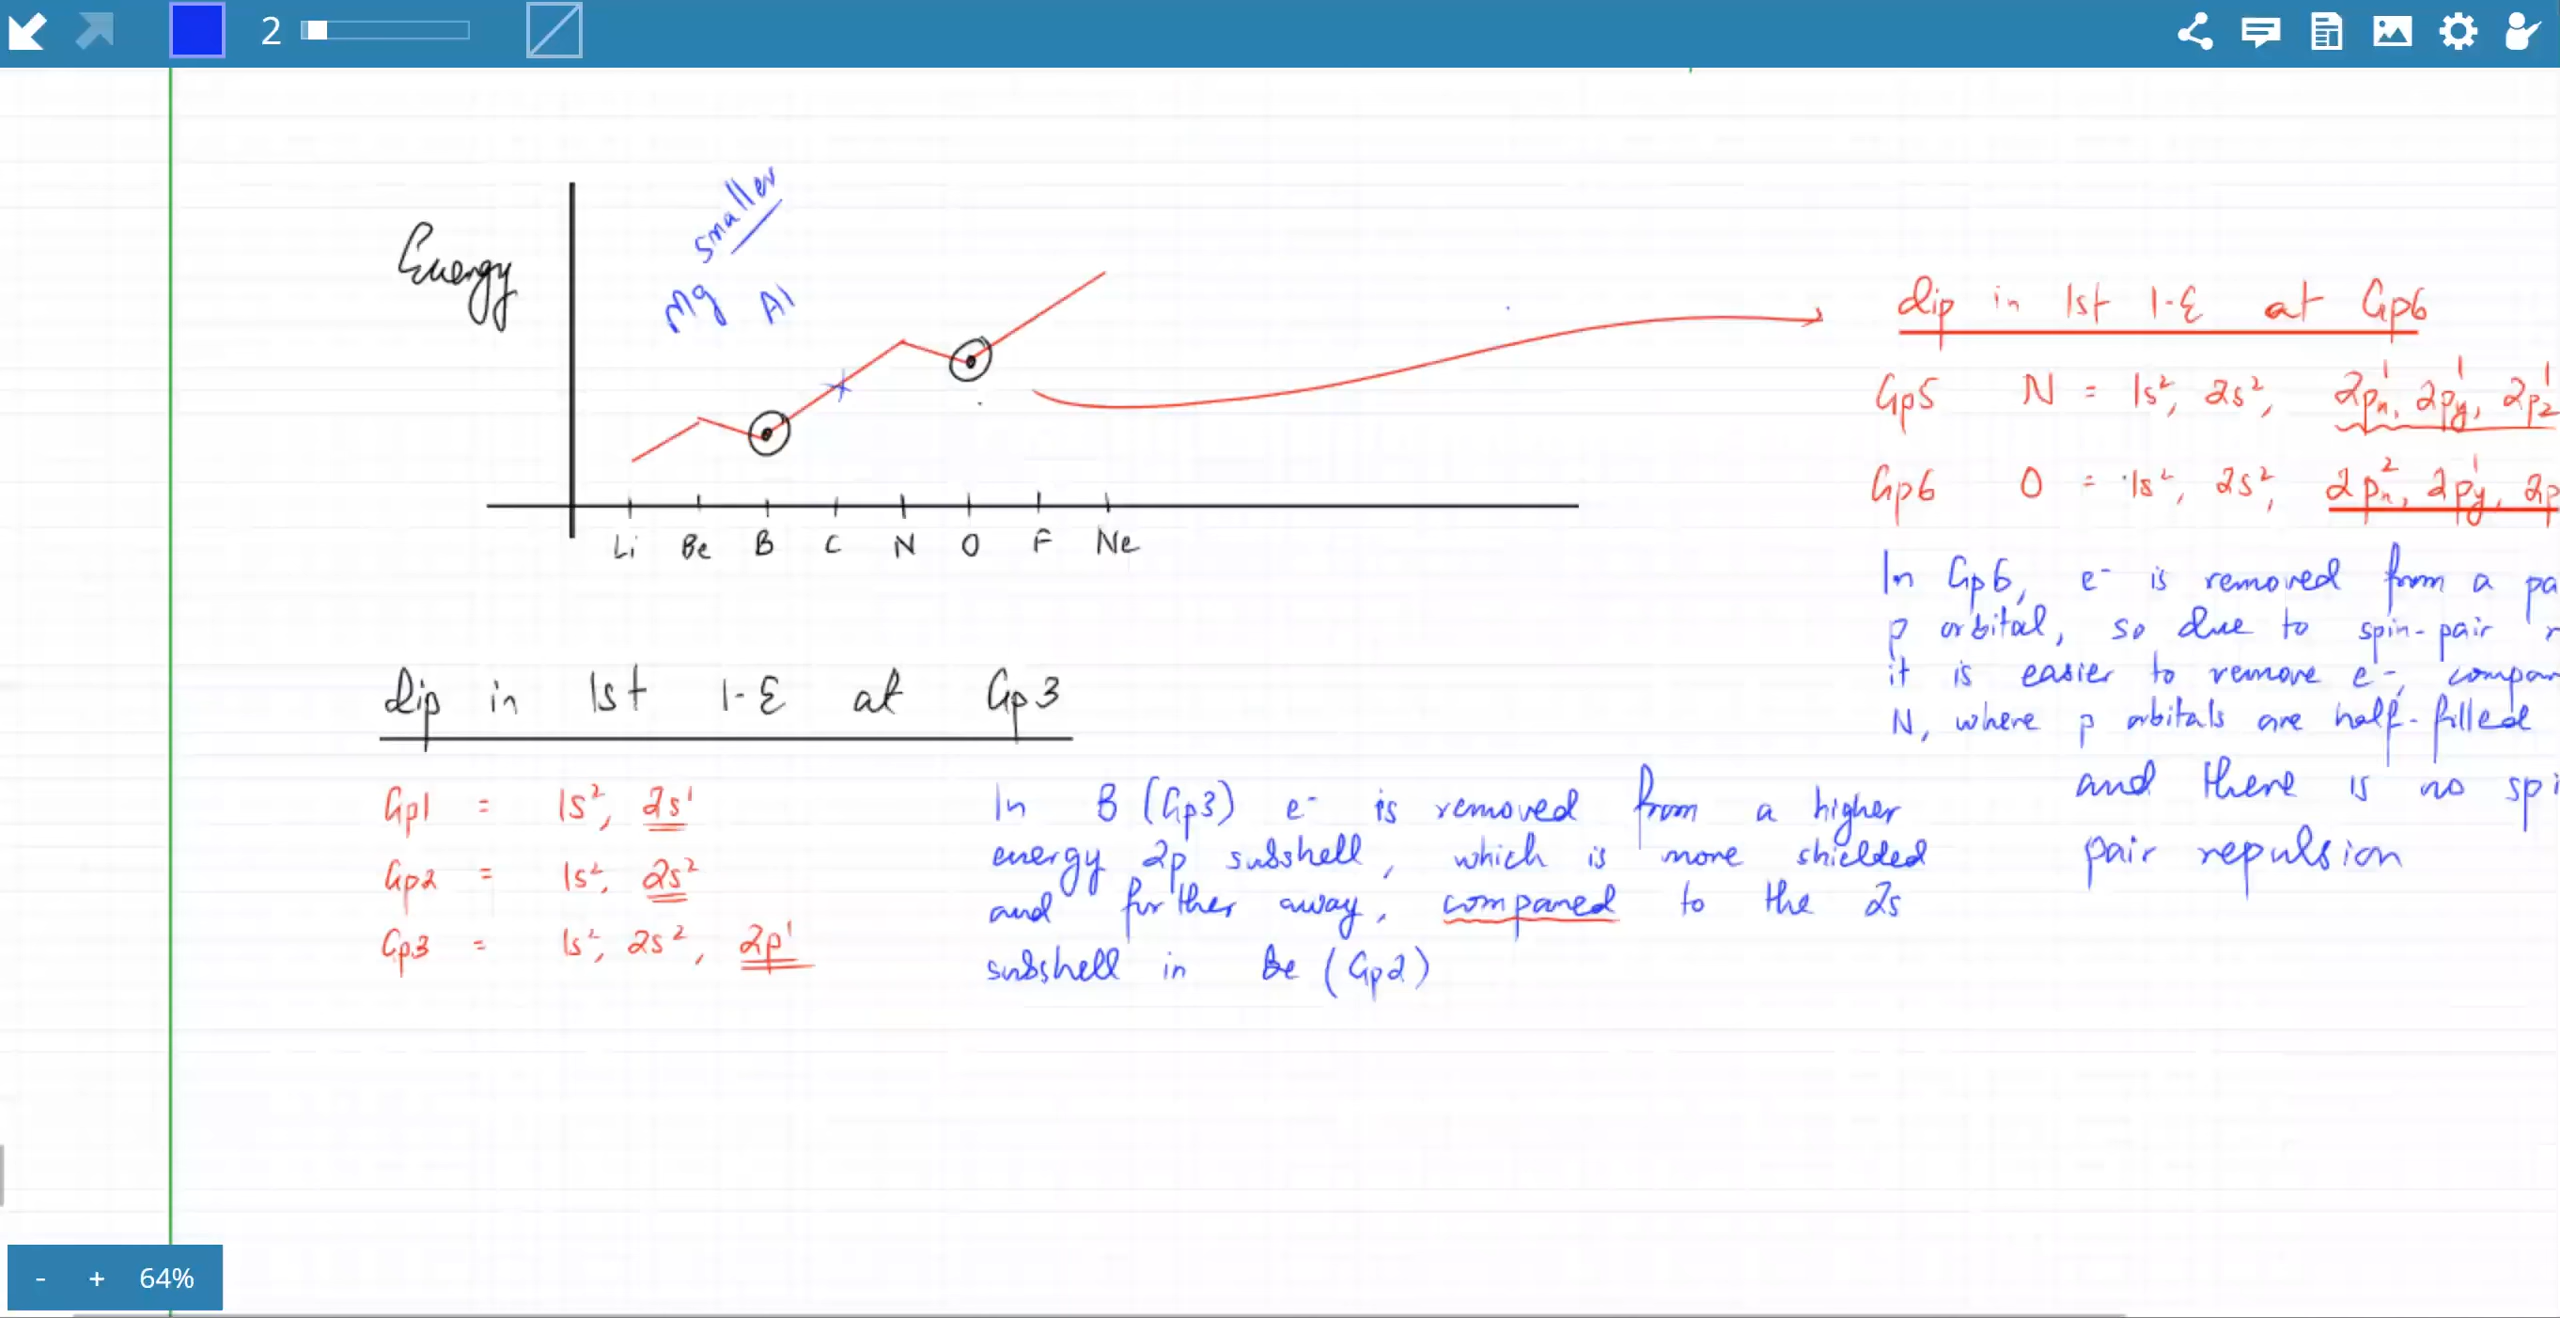 2
smaller
Mg Al
Energy
Li Be B C N O F Ne
dip in 1st I-E at Gp6
Gp5 N = 1s², 2s², 2pₓ¹, 2py¹, 2pz¹
Gp6 O = 1s², 2s², 2pₓ², 2py¹, 2p
In Gp6, e⁻ is removed from a pa
p orbital, so due to spin-pair r
it is easier to remove e⁻, compar
N, where p orbitals are half-filled
and there is no spi
pair repulsion
dip in 1st I-E at Gp3
Gp1 = 1s², 2s¹
Gp2 = 1s², 2s²
Gp3 = 1s², 2s², 2p¹
In B (Gp3) e⁻ is removed from a higher
energy 2p subshell, which is more shielded
and further away, compared to the 2s
subshell in Be (Gp2)
- + 64%